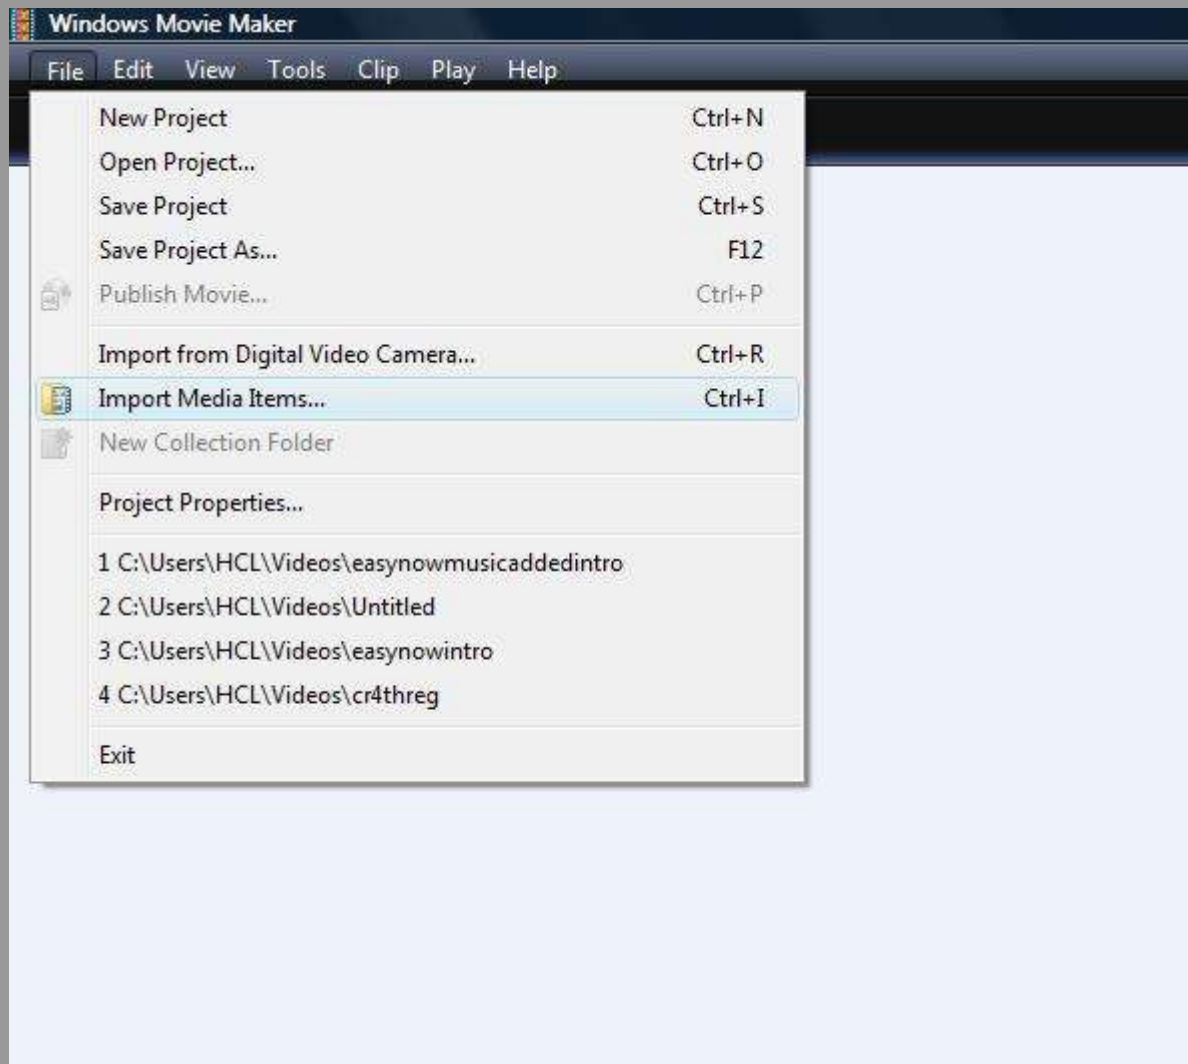 Windows Movie Maker
File Edit View Tools Clip Play Help
New Project Ctrl+N
Open Project... Ctrl+O
Save Project Ctrl+S
Save Project As... F12
Publish Movie... Ctrl+P
Import from Digital Video Camera... Ctrl+R
Import Media Items... Ctrl+I
New Collection Folder
Project Properties...
1 C:\Users\HCL\Videos\easynowmusicaddedintro
2 C:\Users\HCL\Videos\Untitled
3 C:\Users\HCL\Videos\easynowintro
4 C:\Users\HCL\Videos\cr4threg
Exit